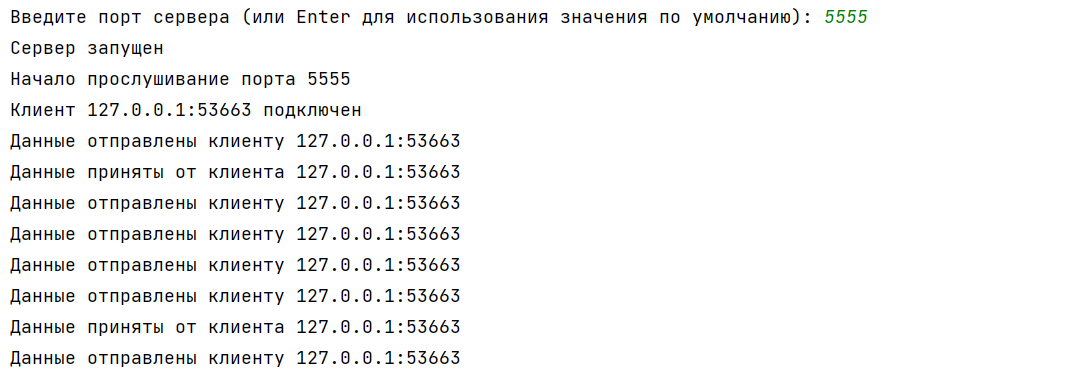 Введите порт сервера (или Enter для использования значения по умолчанию): 5555
Сервер запущен
Начало прослушивание порта 5555
Клиент 127.0.0.1:53663 подключен
Данные отправлены клиенту 127.0.0.1:53663
Данные приняты от клиента 127.0.0.1:53663
Данные отправлены клиенту 127.0.0.1:53663
Данные отправлены клиенту 127.0.0.1:53663
Данные отправлены клиенту 127.0.0.1:53663
Данные отправлены клиенту 127.0.0.1:53663
Данные приняты от клиента 127.0.0.1:53663
Данные отправлены клиенту 127.0.0.1:53663